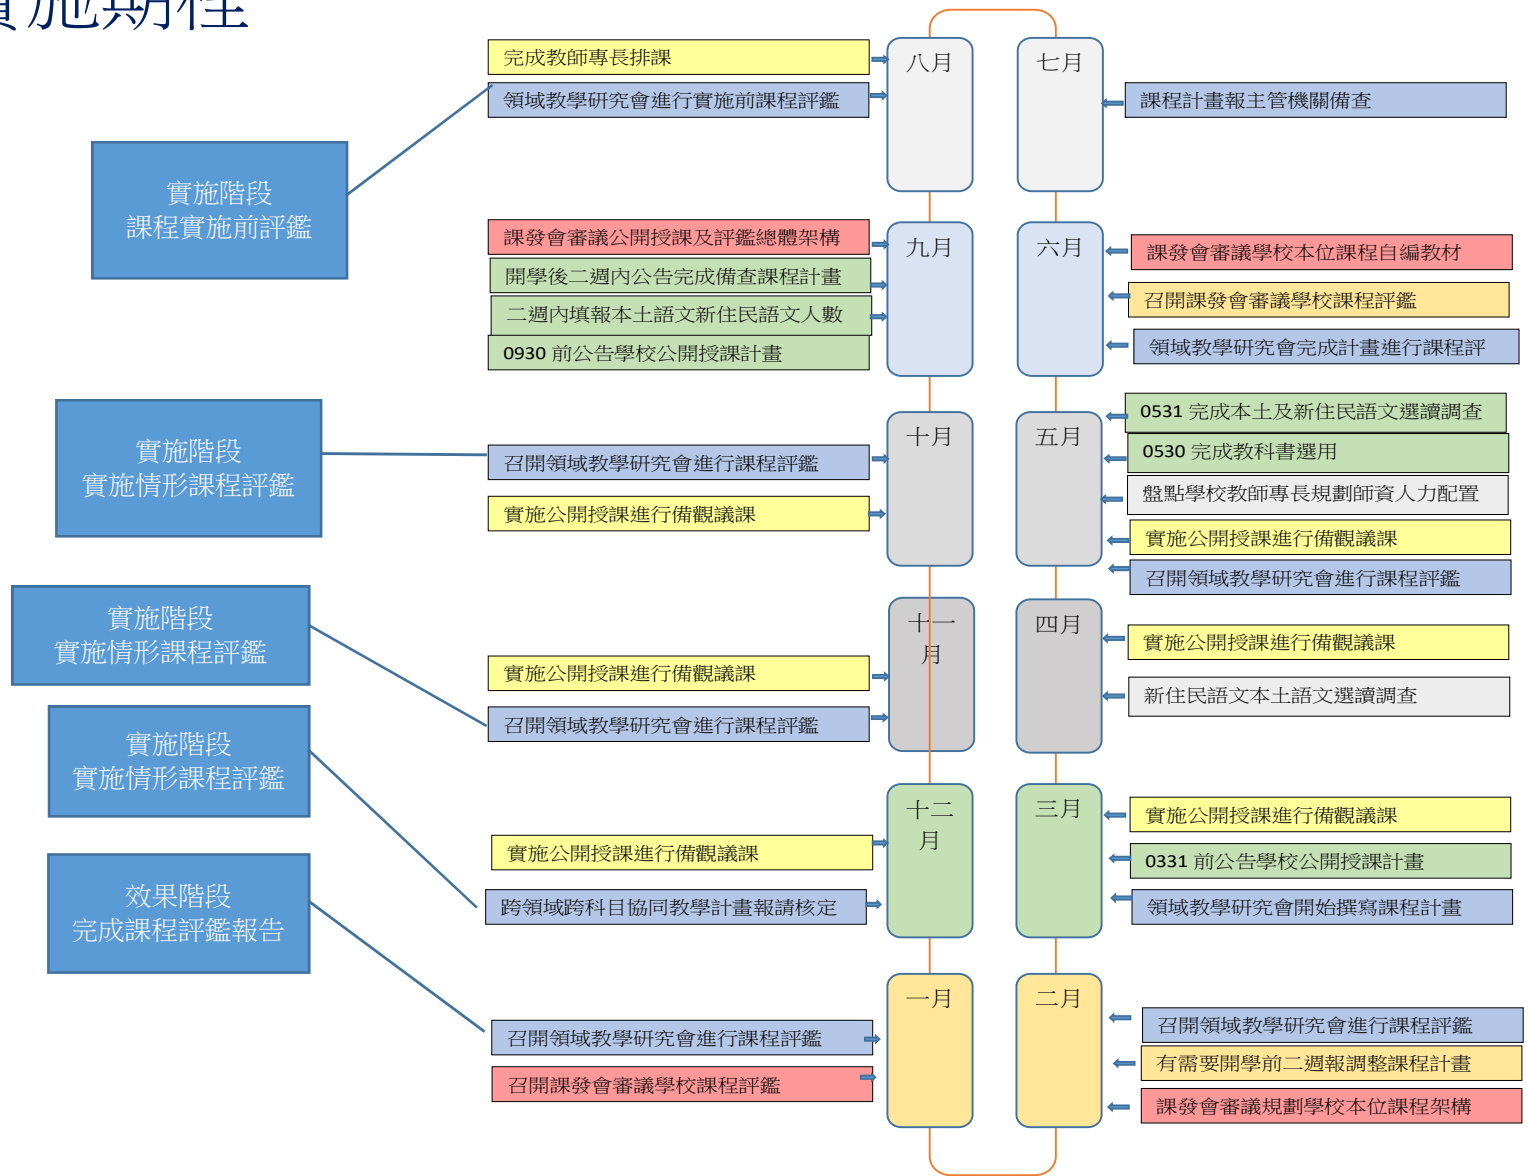 實施期程
完成教師專長排課
領域教學研究會進行實施前課程評鑑
八月
七月
課程計畫報主管機關備查
實施階段
課程實施前評鑑
課發會審議公開授課及評鑑總體架構
開學後二週內公告完成備查課程計畫
二週內填報本土語文新住民語文人數
0930 前公告學校公開授課計畫
九月
六月
課發會審議學校本位課程自編教材
召開課發會審議學校課程評鑑
領域教學研究會完成計畫進行課程評
實施階段
實施情形課程評鑑
召開領域教學研究會進行課程評鑑
實施公開授課進行備觀議課
十月
五月
0531 完成本土及新住民語文選讀調查
0530 完成教科書選用
盤點學校教師專長規劃師資人力配置
實施公開授課進行備觀議課
召開領域教學研究會進行課程評鑑
實施階段
實施情形課程評鑑
實施公開授課進行備觀議課
召開領域教學研究會進行課程評鑑
十一
月
四月
實施公開授課進行備觀議課
新住民語文本土語文選讀調查
實施階段
實施情形課程評鑑
實施公開授課進行備觀議課
跨領域跨科目協同教學計畫報請核定
十二
月
三月
實施公開授課進行備觀議課
0331 前公告學校公開授課計畫
領域教學研究會開始撰寫課程計畫
效果階段
完成課程評鑑報告
召開領域教學研究會進行課程評鑑
召開課發會審議學校課程評鑑
一月
二月
召開領域教學研究會進行課程評鑑
有需要開學前二週報調整課程計畫
課發會審議規劃學校本位課程架構